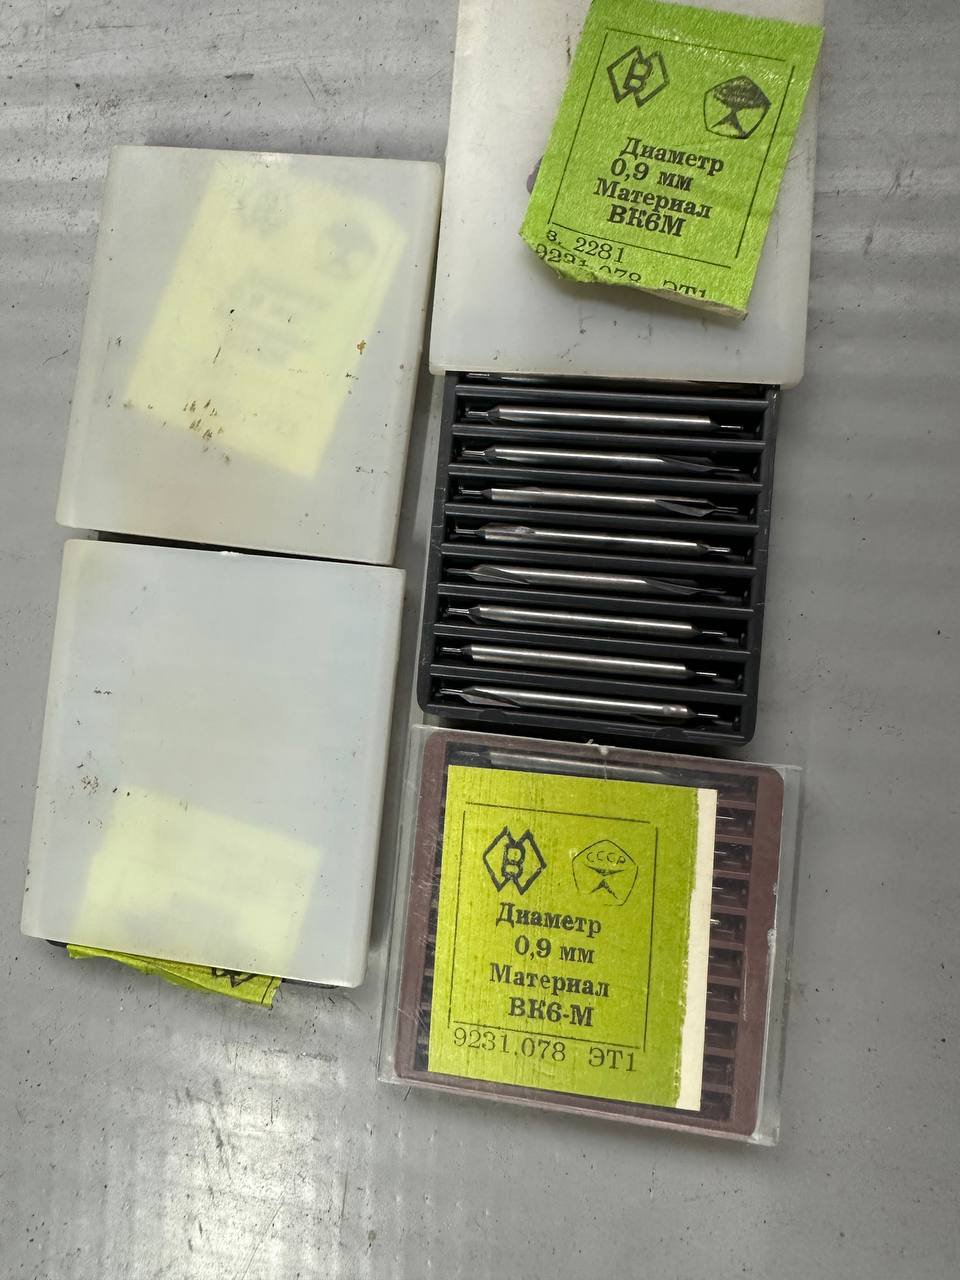 Диаметр
0,9 мм
Материал
ВК6М
з. 2281
9231.078 ЭТ1
СССР
Диаметр
0,9 мм
Материал
ВК6-М
9231.078 ЭТ1